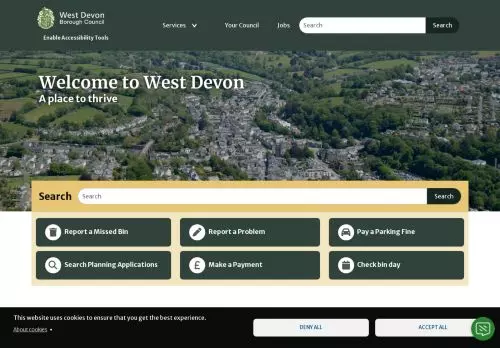 West Devon
Borough Council
Services
Your Council
Jobs
Search
Search
Enable Accessibility Tools
Welcome to West Devon
A place to thrive
Search
Search
Search
Report a Missed Bin
Report a Problem
Pay a Parking Fine
Search Planning Applications
£
Make a Payment
Check bin day
This website uses cookies to ensure that you get the best experience.
About cookies
DENY ALL
ACCEPT ALL